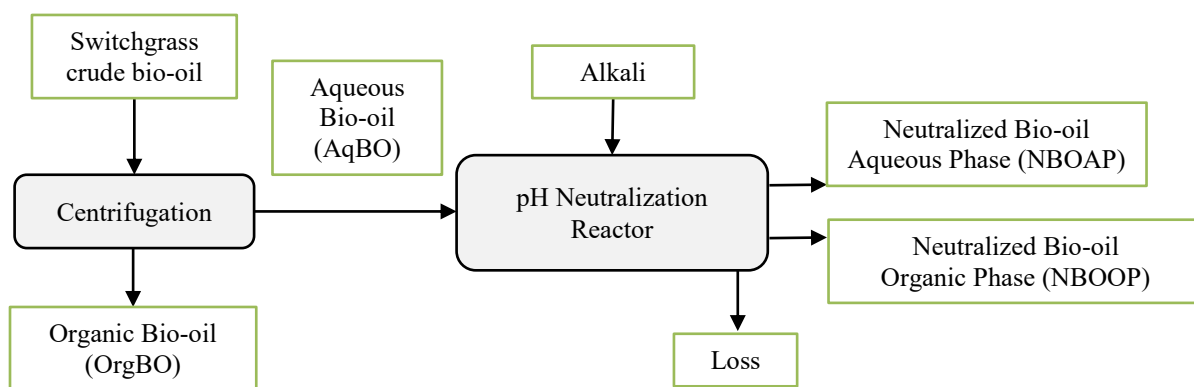 Switchgrass
crude bio-oil
Aqueous
Bio-oil
(AqBO)
Alkali
Neutralized Bio-oil
Aqueous Phase (NBOAP)
Centrifugation
pH Neutralization
Reactor
Neutralized Bio-oil
Organic Phase (NBOOP)
Organic Bio-oil
(OrgBO)
Loss